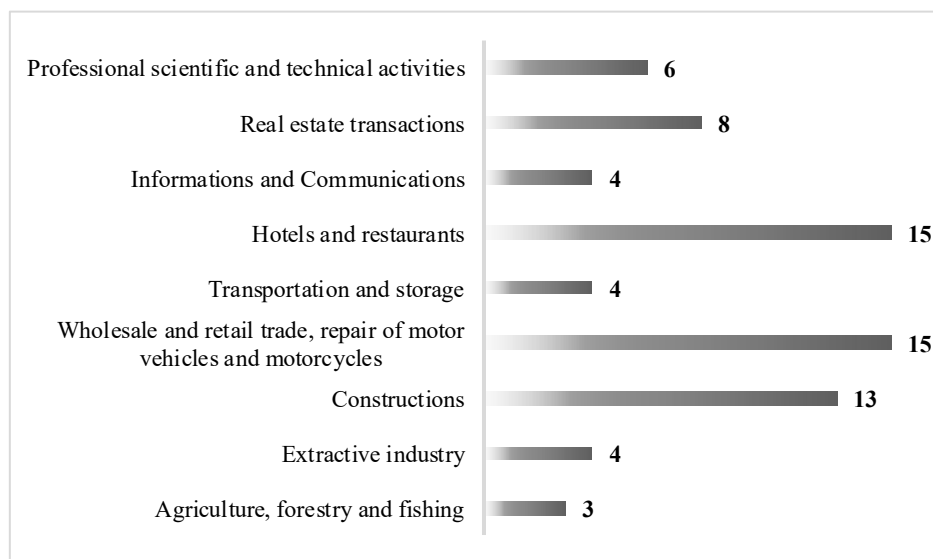 Professional scientific and technical activities 6
Real estate transactions 8
Informations and Communications 4
Hotels and restaurants 15
Transportation and storage 4
Wholesale and retail trade, repair of motor
vehicles and motorcycles 15
Constructions 13
Extractive industry 4
Agriculture, forestry and fishing 3